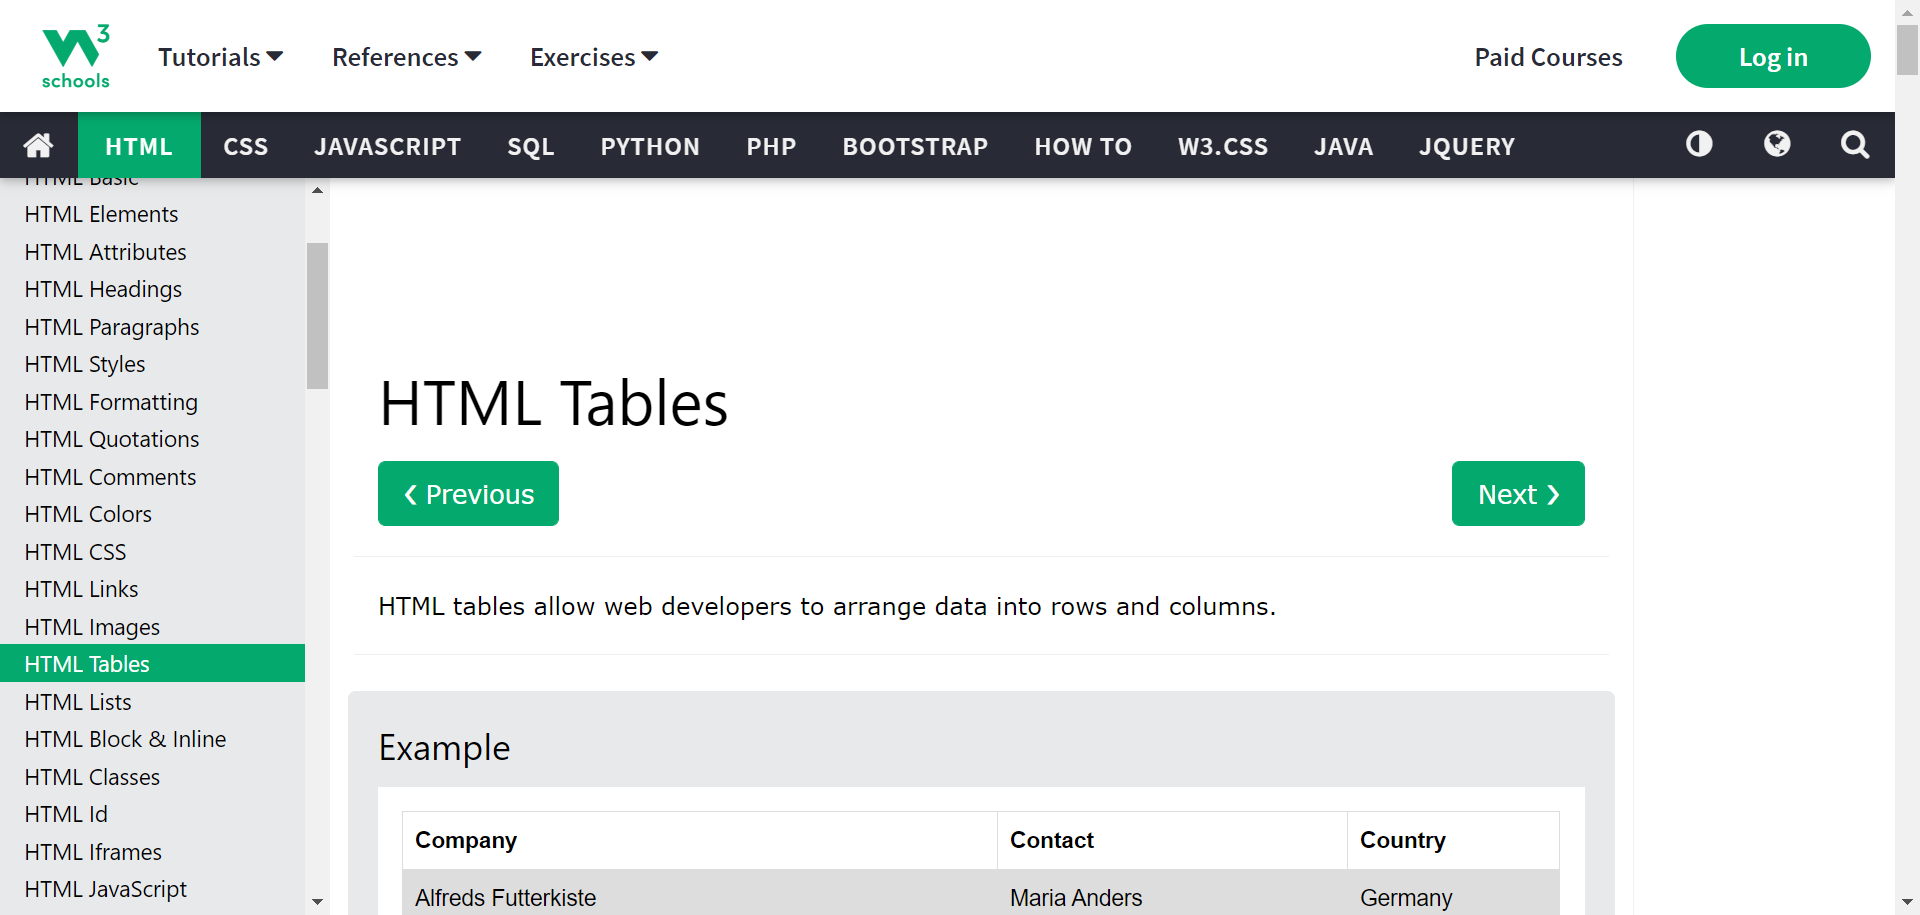 W3 schools
Tutorials References Exercises Paid Courses Log in
HTML CSS JAVASCRIPT SQL PYTHON PHP BOOTSTRAP HOW TO W3.CSS JAVA JQUERY
HTML Basic
HTML Elements
HTML Attributes
HTML Headings
HTML Paragraphs
HTML Styles
HTML Formatting
HTML Quotations
HTML Comments
HTML Colors
HTML CSS
HTML Links
HTML Images
HTML Tables
HTML Lists
HTML Block & Inline
HTML Classes
HTML Id
HTML Iframes
HTML JavaScript
HTML Tables
❮ Previous
Next ❯
HTML tables allow web developers to arrange data into rows and columns.
Example
Company Contact Country
Alfreds Futterkiste Maria Anders Germany